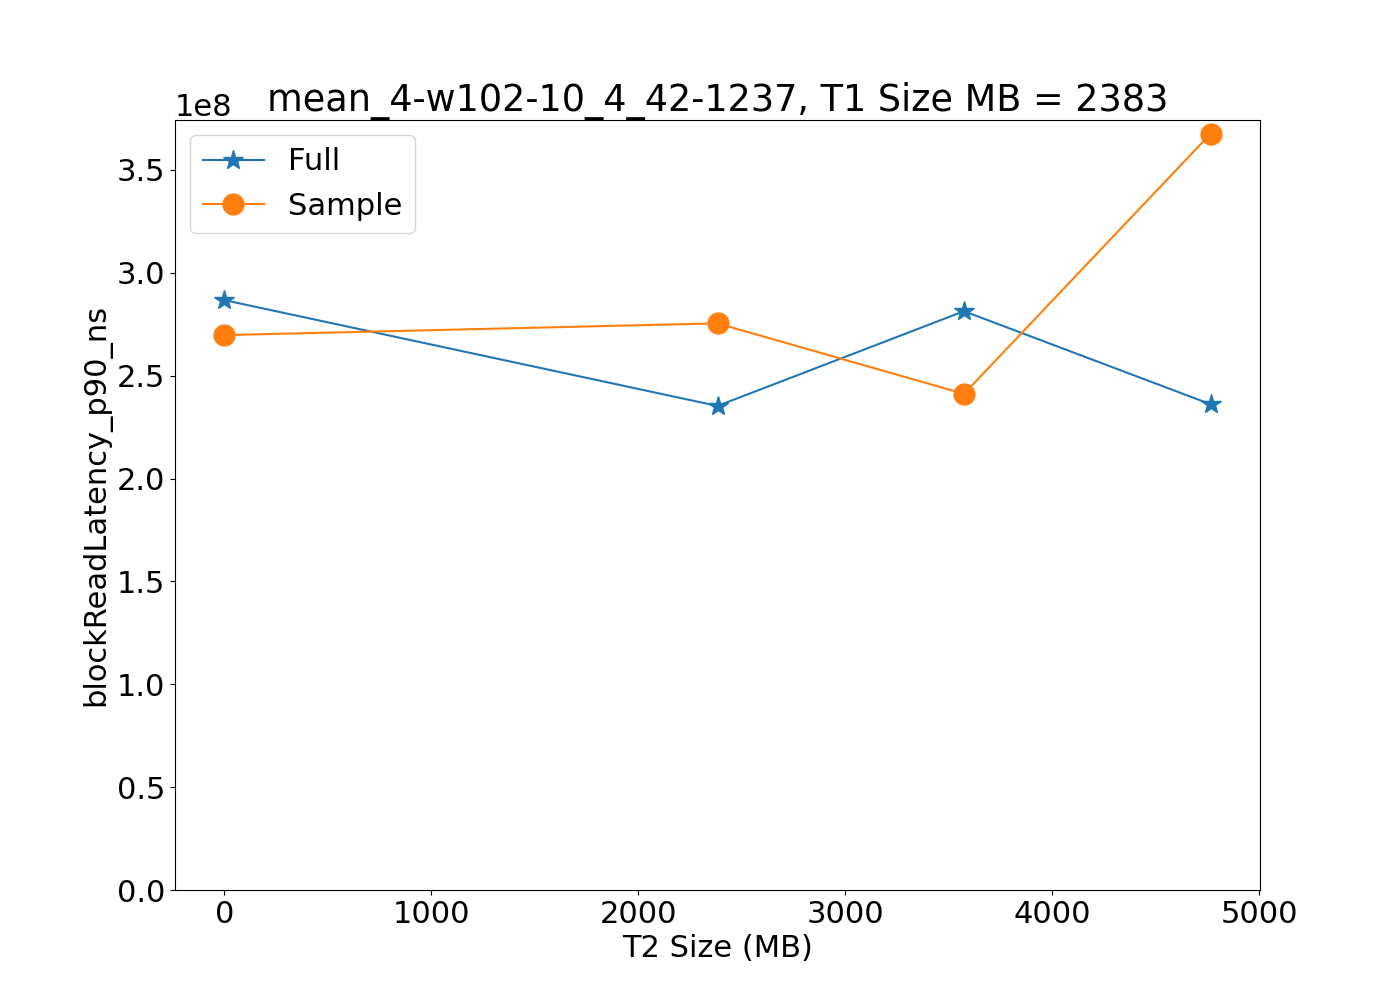 1e8
mean_4-w102-10_4_42-1237, T1 Size MB = 2383
Full
Sample
3.5
3.0
2.5
2.0
1.5
1.0
0.5
0.0
blockReadLatency_p90_ns
0 1000 2000 3000 4000 5000
T2 Size (MB)